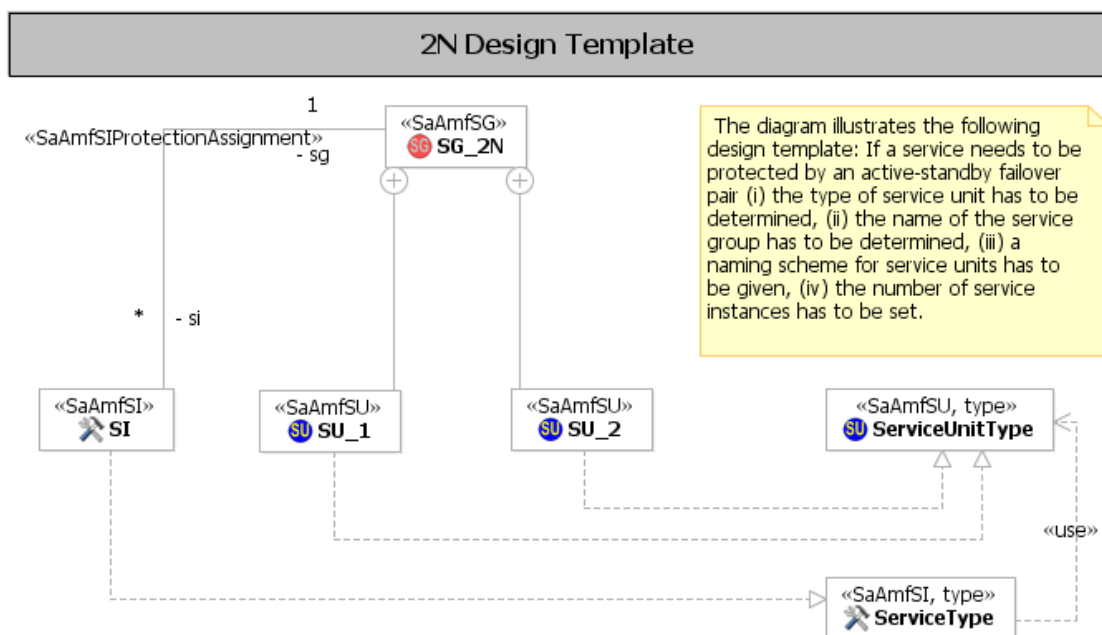 2N Design Template
1
«SaAmfSIProtectionAssignment»
- sg
«SaAmfSG»
SG SG_2N
The diagram illustrates the following
design template: If a service needs to be
protected by an active-standby failover
pair (i) the type of service unit has to be
determined, (ii) the name of the service
group has to be determined, (iii) a
naming scheme for service units has to
be given, (iv) the number of service
instances has to be set.
*
- si
«SaAmfSI»
SI
«SaAmfSU»
SU SU_1
«SaAmfSU»
SU SU_2
«SaAmfSU, type»
SU ServiceUnitType
«use»
«SaAmfSI, type»
ServiceType